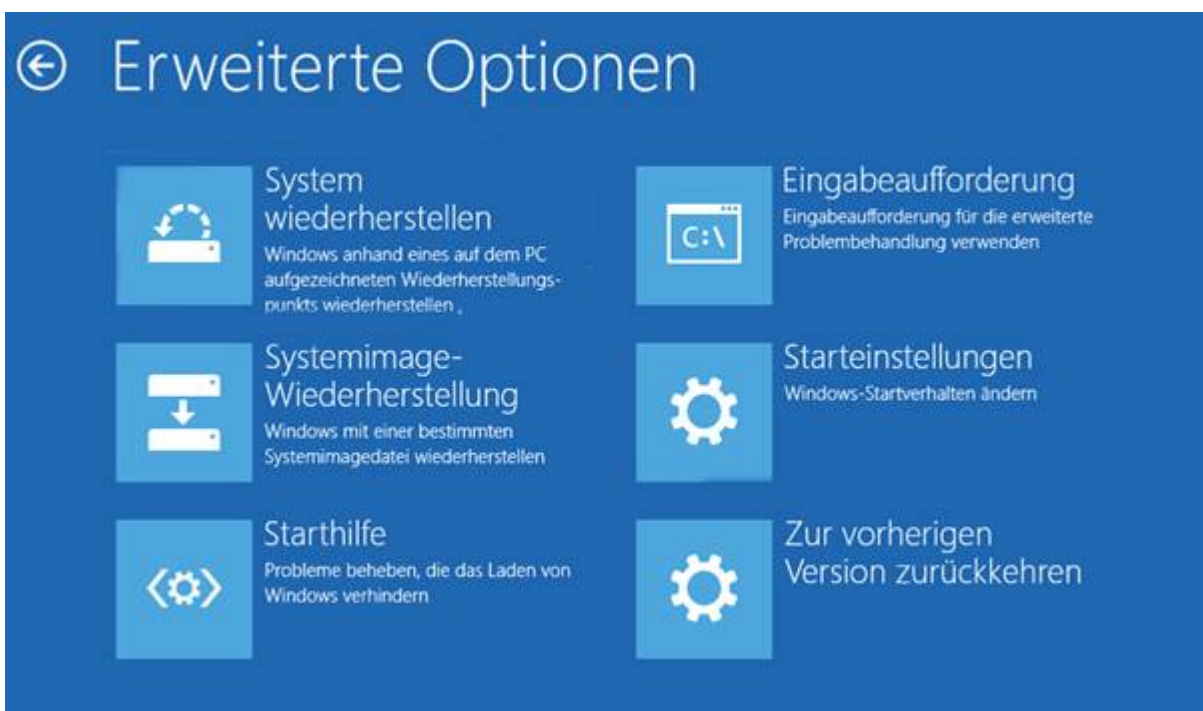 Erweiterte Optionen
System
wiederherstellen
Windows anhand eines auf dem PC
aufgezeichneten Wiederherstellungs-
punkts wiederherstellen ,
Systemimage-
Wiederherstellung
Windows mit einer bestimmten
Systemimagedatei wiederherstellen
Starthilfe
Probleme beheben, die das Laden von
Windows verhindern
Eingabeaufforderung
C:\
Eingabeaufforderung für die erweiterte
Problembehandlung verwenden
Starteinstellungen
Windows-Startverhalten ändern
Zur vorherigen
Version zurückkehren